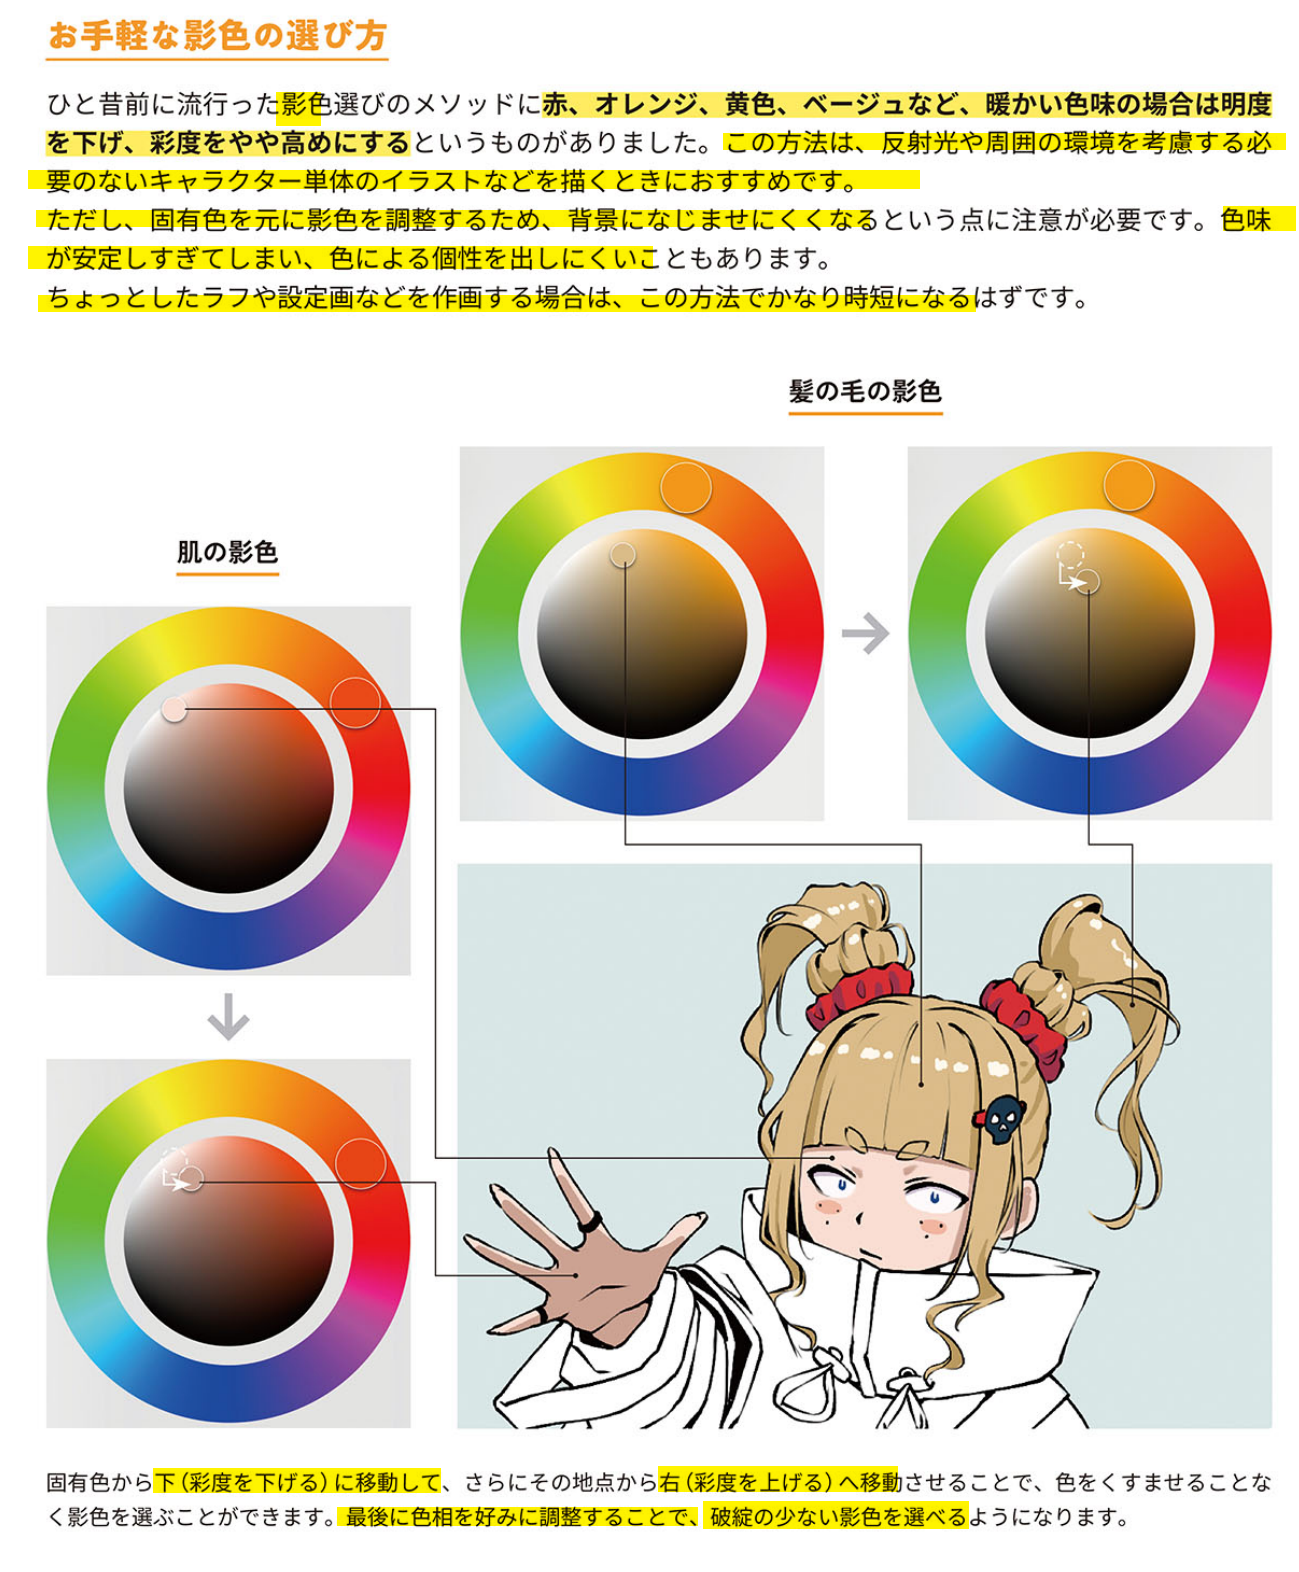 お手軽な影色の選び方
ひと昔前に流行った影色選びのメソッドに赤、オレンジ、黄色、ベージュなど、暖かい色味の場合は明度
を下げ、彩度をやや高めにするというものがありました。この方法は、反射光や周囲の環境を考慮する必
要のないキャラクター単体のイラストなどを描くときにおすすめです。
ただし、固有色を元に影色を調整するため、背景になじませにくくなるという点に注意が必要です。色味
が安定しすぎてしまい、色による個性を出しにくいこともあります。
ちょっとしたラフや設定画などを作画する場合は、この方法でかなり時短になるはずです。
髪の毛の影色
肌の影色
固有色から下（彩度を下げる）に移動して、さらにその地点から右（彩度を上げる）へ移動させることで、色をくすませることな
く影色を選ぶことができます。最後に色相を好みに調整することで、破綻の少ない影色を選べるようになります。